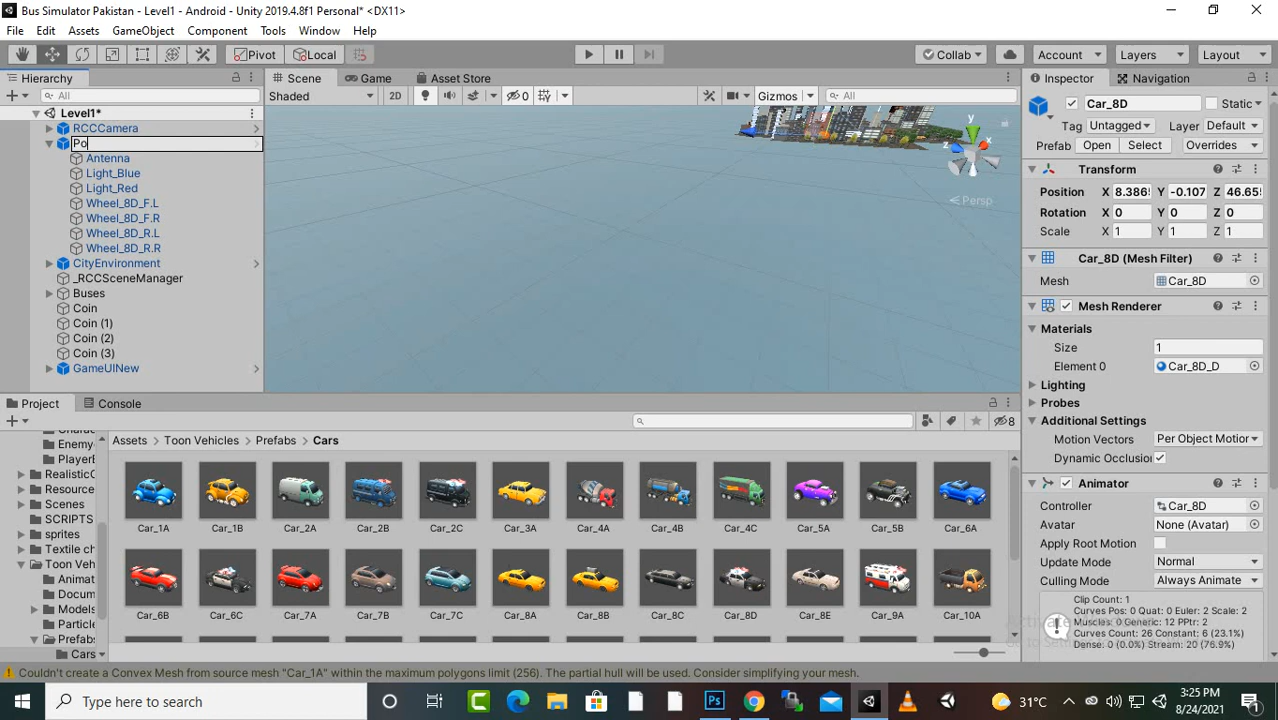 Bus Simulator Pakistan - Level1 - Android - Unity 2019.4.8f1 Personal* <DX11>
File Edit Assets GameObject Component Tools Window Help
Pivot Local Collab Account Layers Layout
Hierarchy Scene Game Asset Store Inspector Navigation
All Shaded 2D 0 Gizmos All Car_8D Static
Level1*
Tag Untagged Layer Default
RCCCamera
Prefab Open Select Overrides
Po
Antenna
Light_Blue
Light_Red
Wheel_8D_F.L
Wheel_8D_F.R
Wheel_8D_R.L
Wheel_8D_R.R
CityEnvironment
_RCCSceneManager
Buses
Coin
Coin (1)
Coin (2)
Coin (3)
GameUINew
y
x
z
Persp
Transform
Position X 8.3865 Y -0.107 Z 46.65
Rotation X 0 Y 0 Z 0
Scale X 1 Y 1 Z 1
Car_8D (Mesh Filter)
Mesh Car_8D
Mesh Renderer
Materials
Size 1
Element 0 Car_8D_D
Lighting
Probes
Additional Settings
Motion Vectors Per Object Motion
Dynamic Occlusion
Animator
Controller Car_8D
Avatar None (Avatar)
Apply Root Motion
Update Mode Normal
Culling Mode Always Animate
Clip Count: 1
Curves Pos: 0 Quat: 0 Euler: 2 Scale: 2
Muscles: 0 Generic: 12 PPtr: 2
Curves Count: 26 Constant: 6 (23.1%)
Dense: 0 (0.0%) Stream: 20 (76.9%)
Project Console
8
Enemy
PlayerE
RealisticC
Resource
Scenes
SCRIPTS
sprites
Textile ch
Toon Veh
Animat
Models
Particle
Prefabs
Cars
Assets Toon Vehicles Prefabs Cars
Car_1A Car_1B Car_2A Car_2B Car_2C Car_3A Car_4A Car_4B Car_4C Car_5A Car_5B Car_6A
Car_6B Car_6C Car_7A Car_7B Car_7C Car_8A Car_8B Car_8C Car_8D Car_8E Car_9A Car_10A
Couldn't create a Convex Mesh from source mesh "Car_1A" within the maximum polygons limit (256). The partial hull will be used. Consider simplifying your mesh.
Type here to search
31°C
3:25 PM
8/24/2021
1